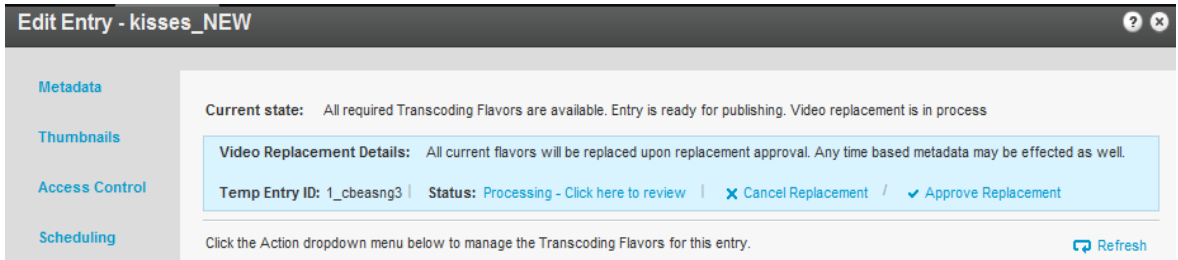 Edit Entry - kisses_NEW
Metadata
Thumbnails
Access Control
Scheduling
Current state: All required Transcoding Flavors are available. Entry is ready for publishing. Video replacement is in process
Video Replacement Details: All current flavors will be replaced upon replacement approval. Any time based metadata may be effected as well.
Temp Entry ID: 1_cbeasng3 | Status: Processing - Click here to review | Cancel Replacement / Approve Replacement
Click the Action dropdown menu below to manage the Transcoding Flavors for this entry. Refresh